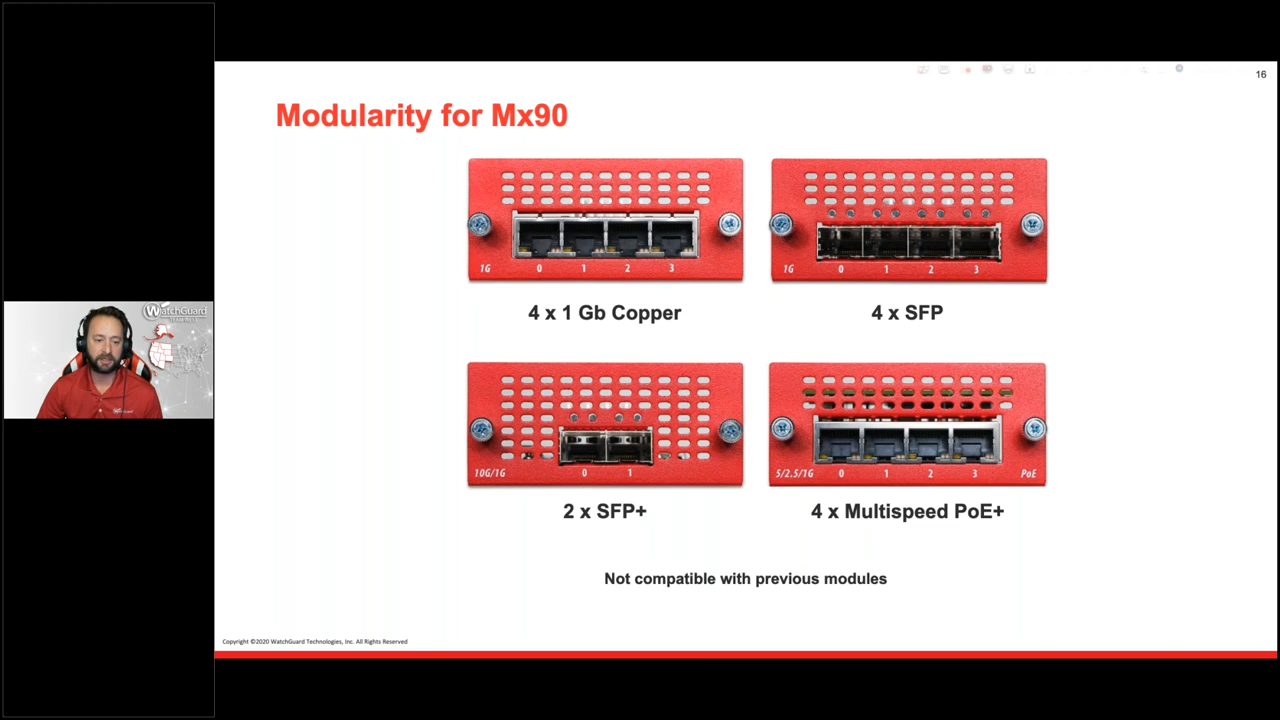 16
Modularity for Mx90
1G 0 1 2 3
1G 0 1 2 3
4 x 1 Gb Copper
4 x SFP
WatchGuard
10G/1G 0 1
5/2.5/1G 0 1 2 3 PoE
2 x SFP+
4 x Multispeed PoE+
Not compatible with previous modules
Copyright ©2020 WatchGuard Technologies, Inc. All Rights Reserved